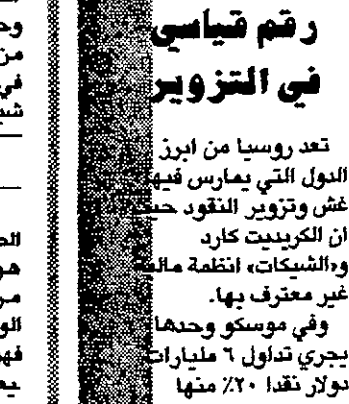 رقم قياسي
في التزوير
تعد روسيا من ابرز
الدول التي يمارس فيها
غش وتزوير النقود حيث
ان الكريديت كارد
و«الشيكات» انظمة مالية
غير معترف بها.
وفي موسكو وحدها
يجري تداول ٦ مليارات
دولار نقدا ٢٠٪ منها